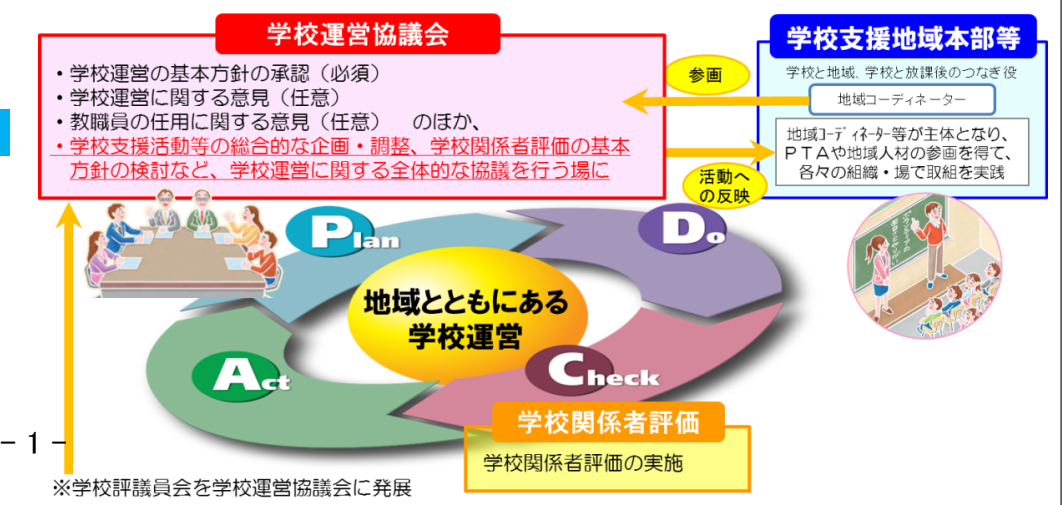 学校運営協議会
・学校運営の基本方針の承認（必須）
・学校運営に関する意見（任意）
・教職員の任用に関する意見（任意）　のほか、
・学校支援活動等の総合的な企画・調整、学校関係者評価の基本
方針の検討など、学校運営に関する全体的な協議を行う場に
参画
活動へ
の反映
学校支援地域本部等
学校と地域、学校と放課後のつなぎ役
地域コーディネーター
地域ｺｰﾃﾞｨﾈｰﾀｰ等が主体となり、
ＰＴＡや地域人材の参画を得て、
各々の組織・場で取組を実践
Plan
Do
地域とともにある
学校運営
Act
Check
学校関係者評価
学校関係者評価の実施
- 1 -
※学校評議員会を学校運営協議会に発展